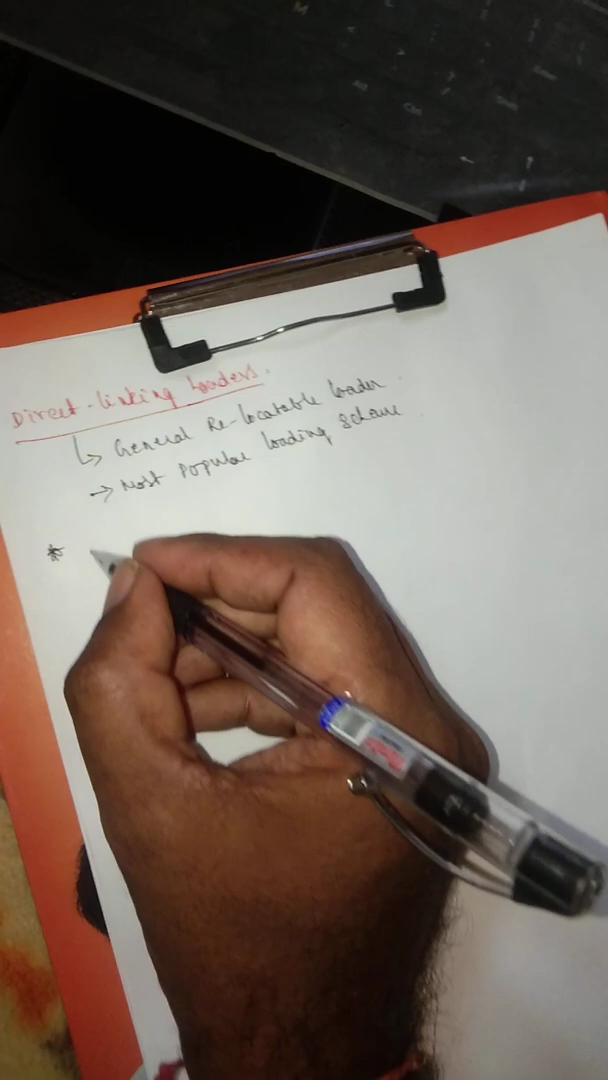 Direct-linking Loaders.
↳ General Re-locatable loader.
→ Most Popular loading scheme.
*